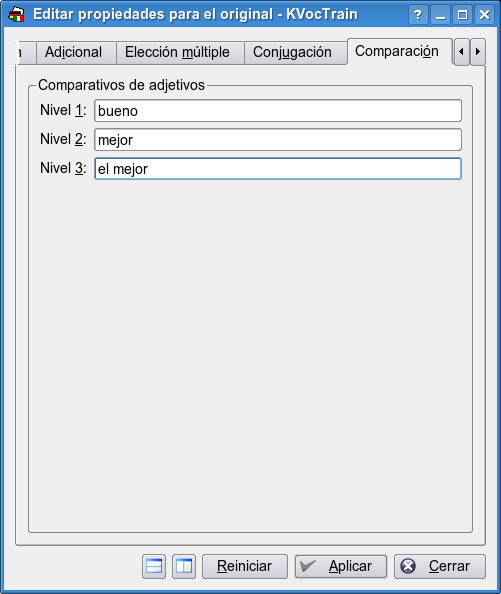 Editar propiedades para el original - KVocTrain
Adicional Elección múltiple Conjugación Comparación
Comparativos de adjetivos
Nivel 1: bueno
Nivel 2: mejor
Nivel 3: el mejor
Reiniciar Aplicar Cerrar